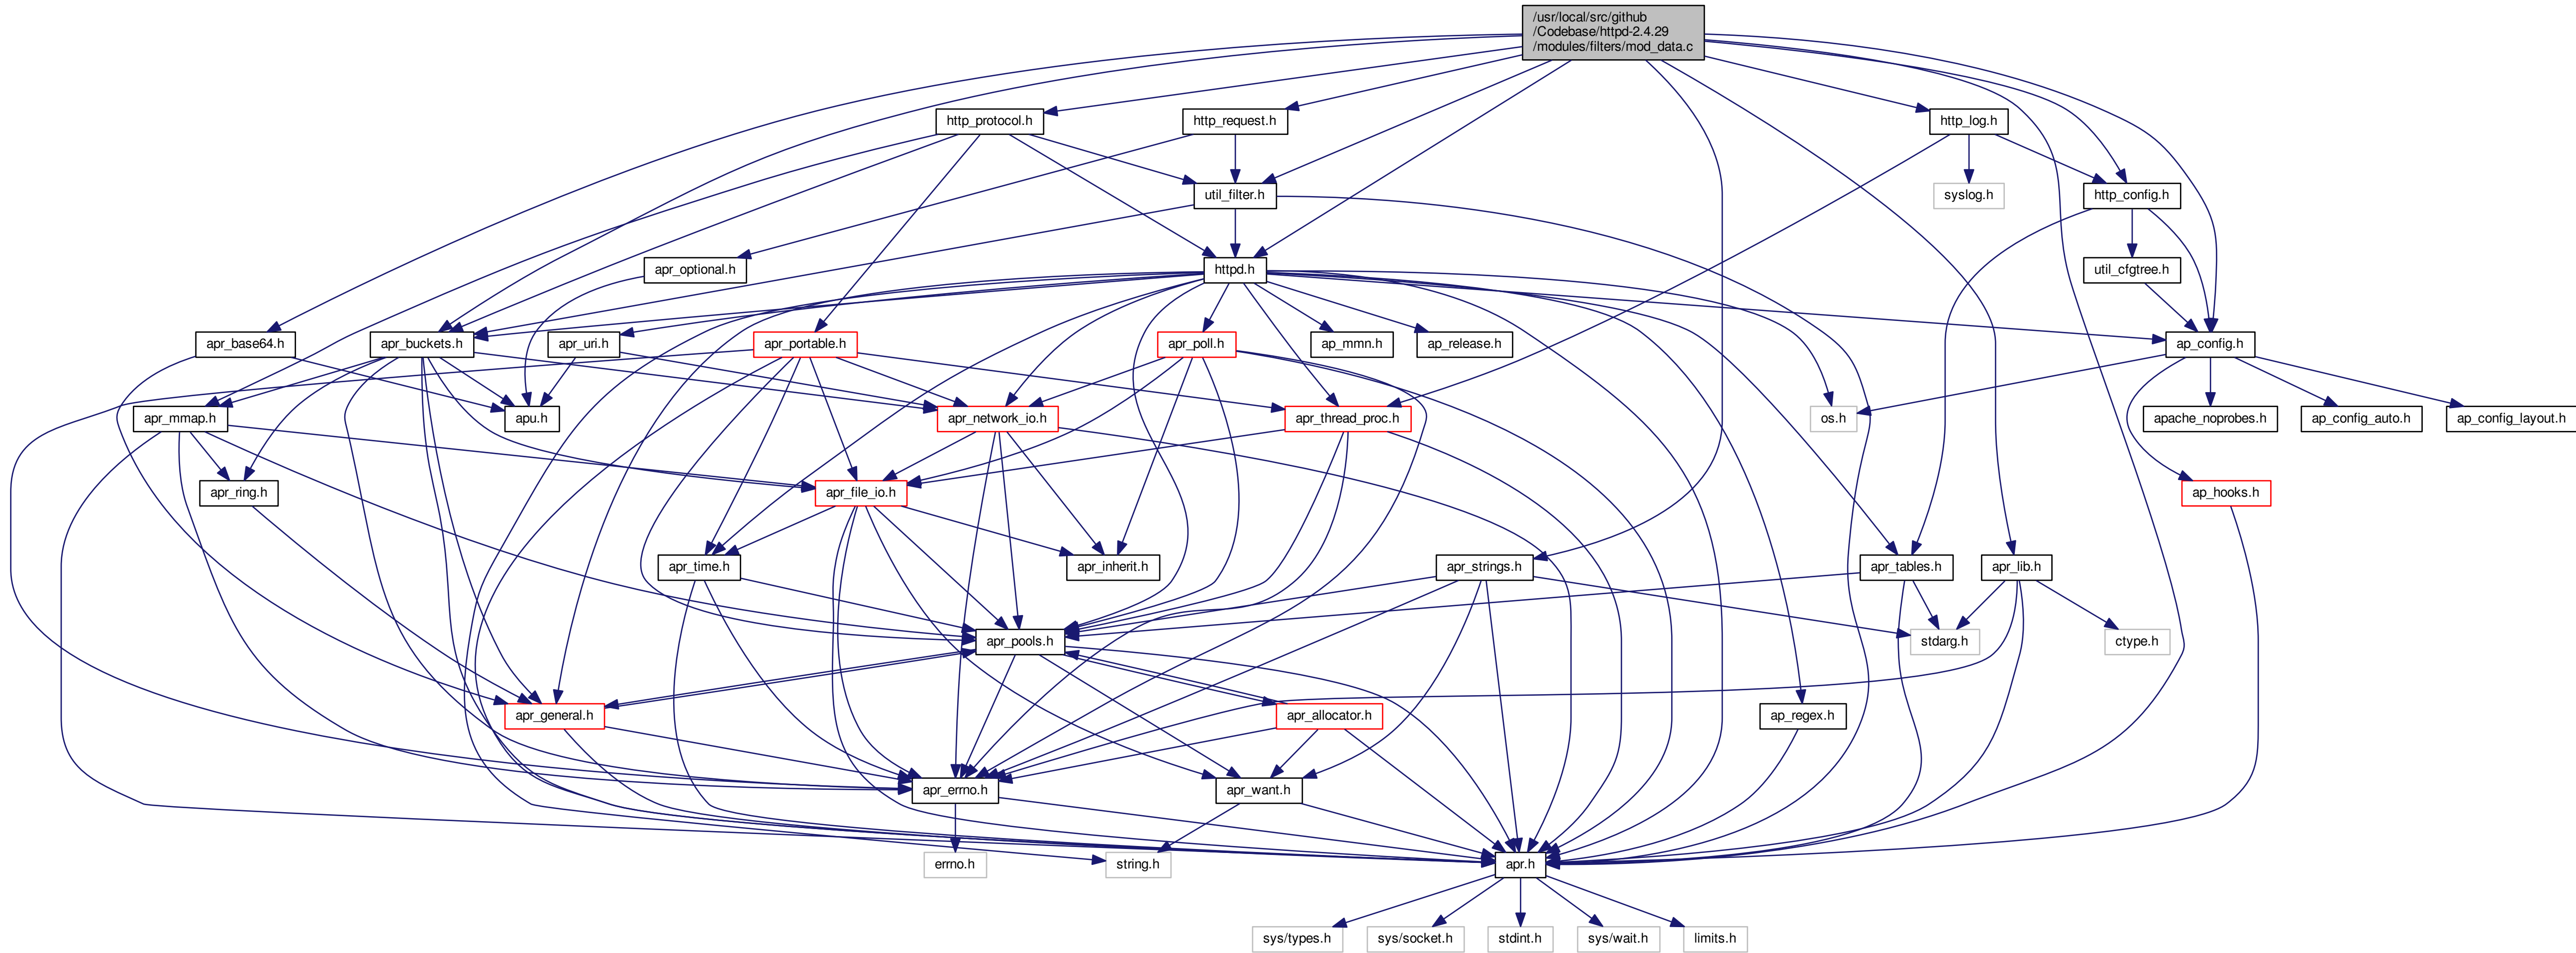 /usr/local/src/github
/Codebase/httpd-2.4.29
/modules/filters/mod_data.c
http_protocol.h
http_request.h
http_log.h
util_filter.h
syslog.h
http_config.h
apr_optional.h
httpd.h
util_cfgtree.h
apr_base64.h
apr_buckets.h
apr_uri.h
apr_portable.h
apr_poll.h
ap_mmn.h
ap_release.h
ap_config.h
apr_mmap.h
apu.h
apr_network_io.h
apr_thread_proc.h
os.h
apache_noprobes.h
ap_config_auto.h
ap_config_layout.h
apr_ring.h
apr_file_io.h
ap_hooks.h
apr_time.h
apr_inherit.h
apr_strings.h
apr_tables.h
apr_lib.h
apr_pools.h
stdarg.h
ctype.h
apr_general.h
apr_allocator.h
ap_regex.h
apr_errno.h
apr_want.h
errno.h
string.h
apr.h
sys/types.h
sys/socket.h
stdint.h
sys/wait.h
limits.h